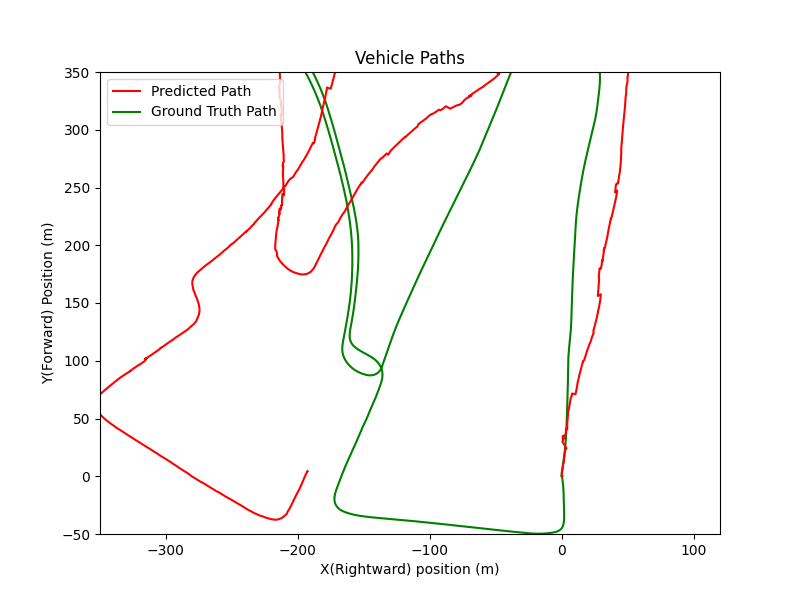 Vehicle Paths
Predicted Path
Ground Truth Path
350
300
250
200
150
100
50
0
−50
Y(Forward) Position (m)
−300
−200
−100
0
100
X(Rightward) position (m)